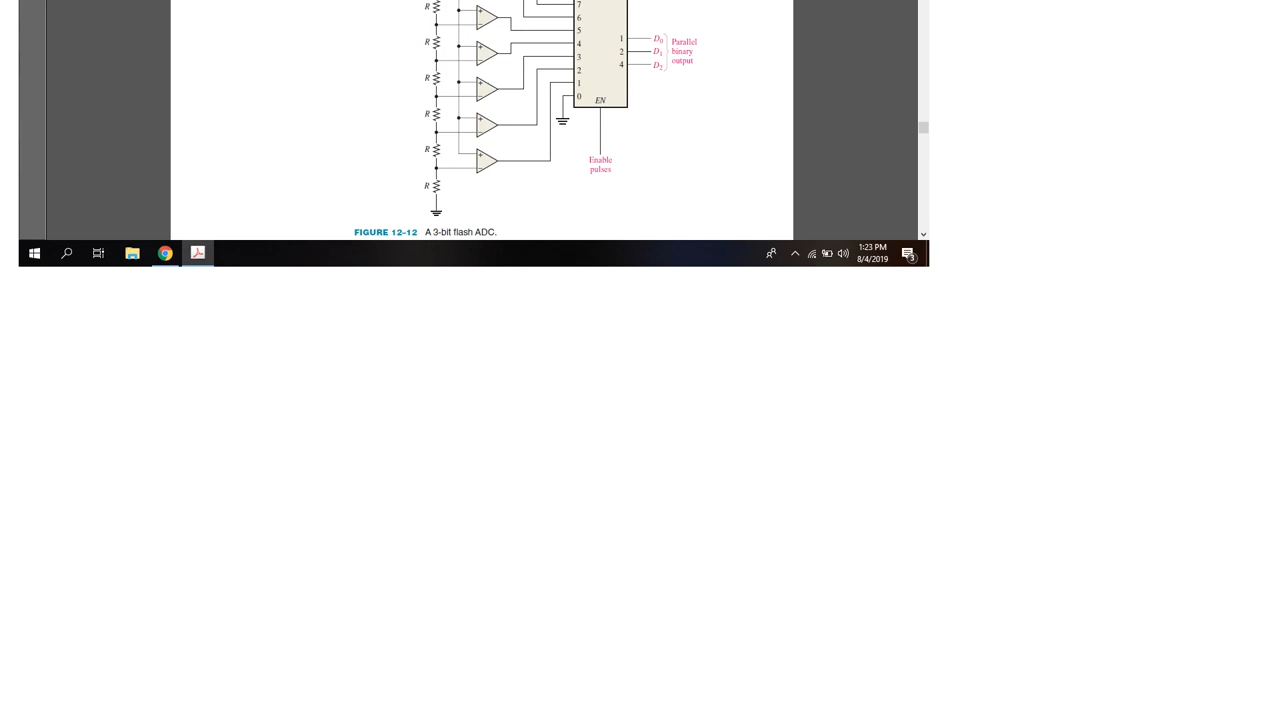 R
7
+
−
6
5
R
+
−
4
1
D0
Parallel
3
2
D1
binary
R
+
−
2
4
D2
output
1
R
+
−
0
EN
R
+
−
Enable
pulses
R
FIGURE 12–12 A 3-bit flash ADC.
1:23 PM
8/4/2019
3